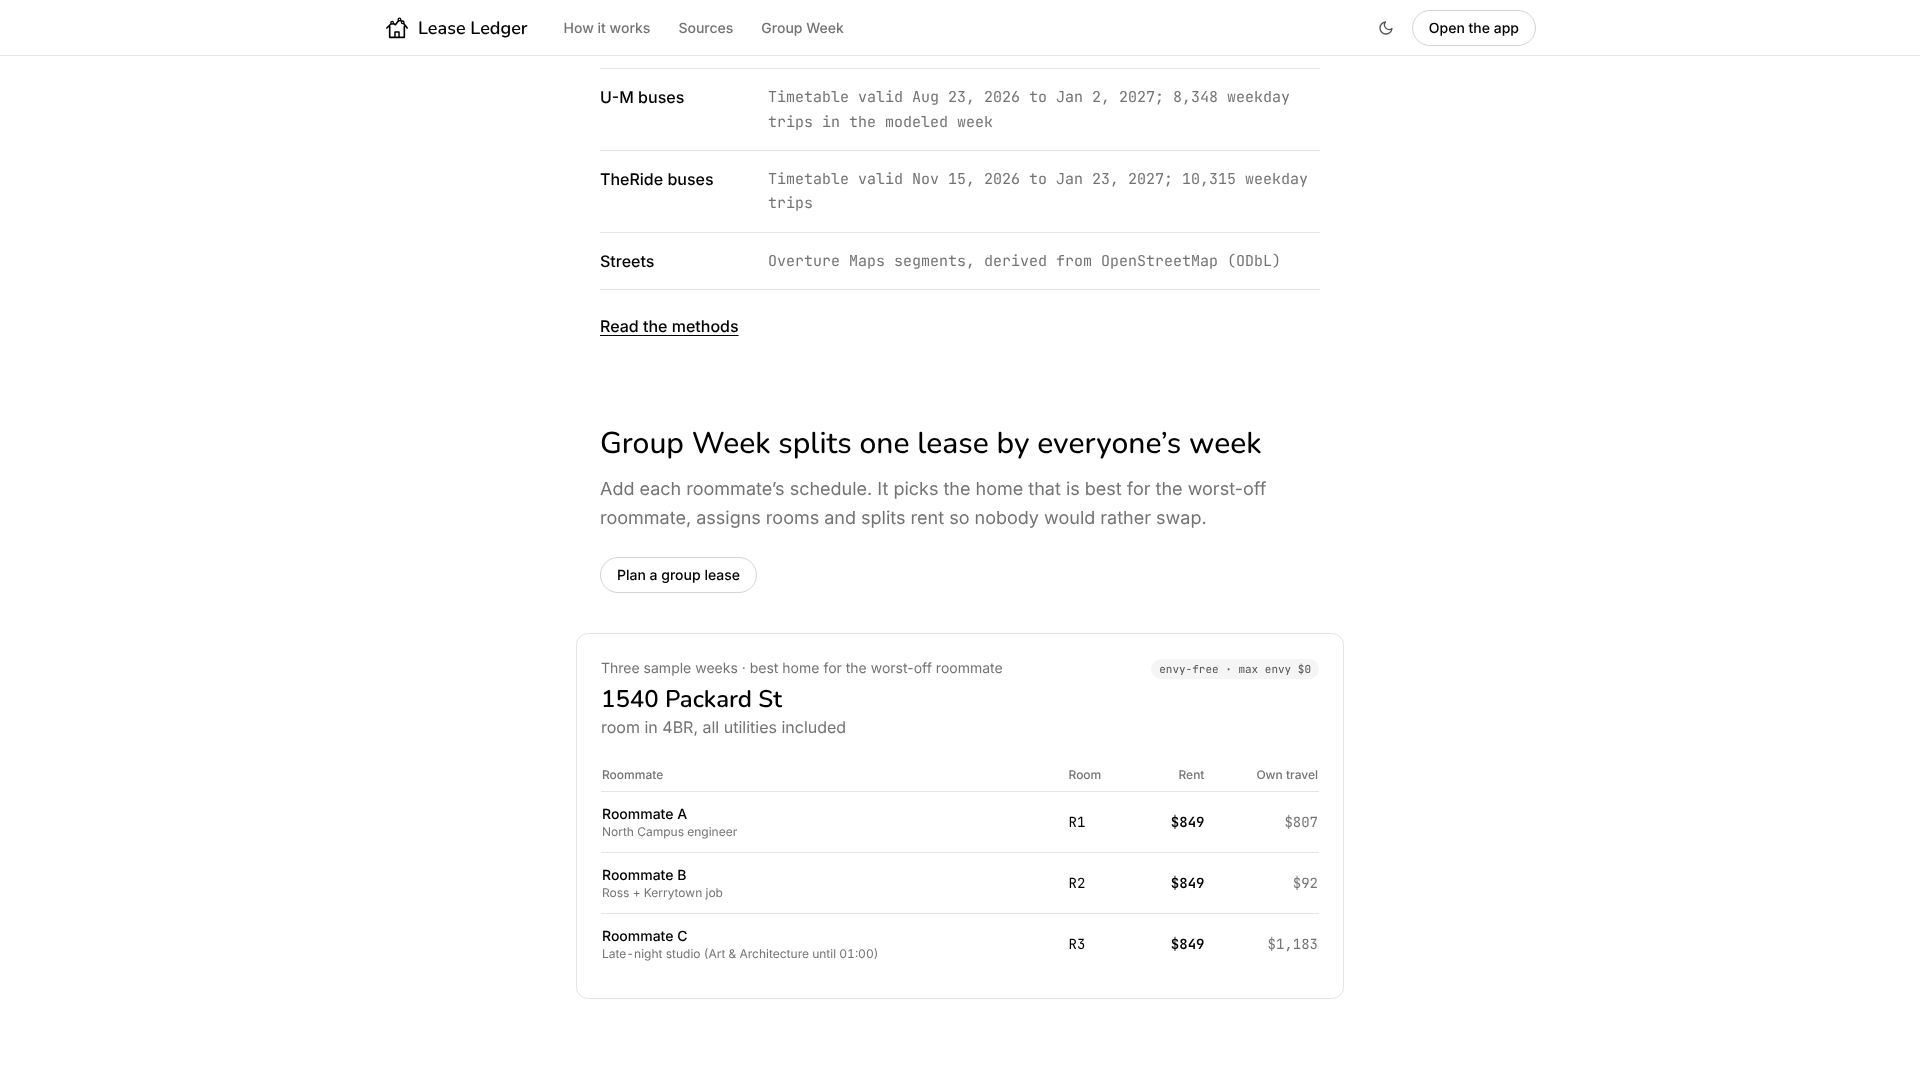 Lease Ledger
How it works
Sources
Group Week
Open the app
U-M buses
Timetable valid Aug 23, 2026 to Jan 2, 2027; 8,348 weekday
trips in the modeled week
TheRide buses
Timetable valid Nov 15, 2026 to Jan 23, 2027; 10,315 weekday
trips
Streets
Overture Maps segments, derived from OpenStreetMap (ODbL)
Read the methods
Group Week splits one lease by everyone’s week
Add each roommate’s schedule. It picks the home that is best for the worst-off
roommate, assigns rooms and splits rent so nobody would rather swap.
Plan a group lease
Three sample weeks · best home for the worst-off roommate
envy-free · max envy $0
1540 Packard St
room in 4BR, all utilities included
Roommate Room Rent Own travel
Roommate A
North Campus engineer
R1 $849 $807
Roommate B
Ross + Kerrytown job
R2 $849 $92
Roommate C
Late-night studio (Art & Architecture until 01:00)
R3 $849 $1,183